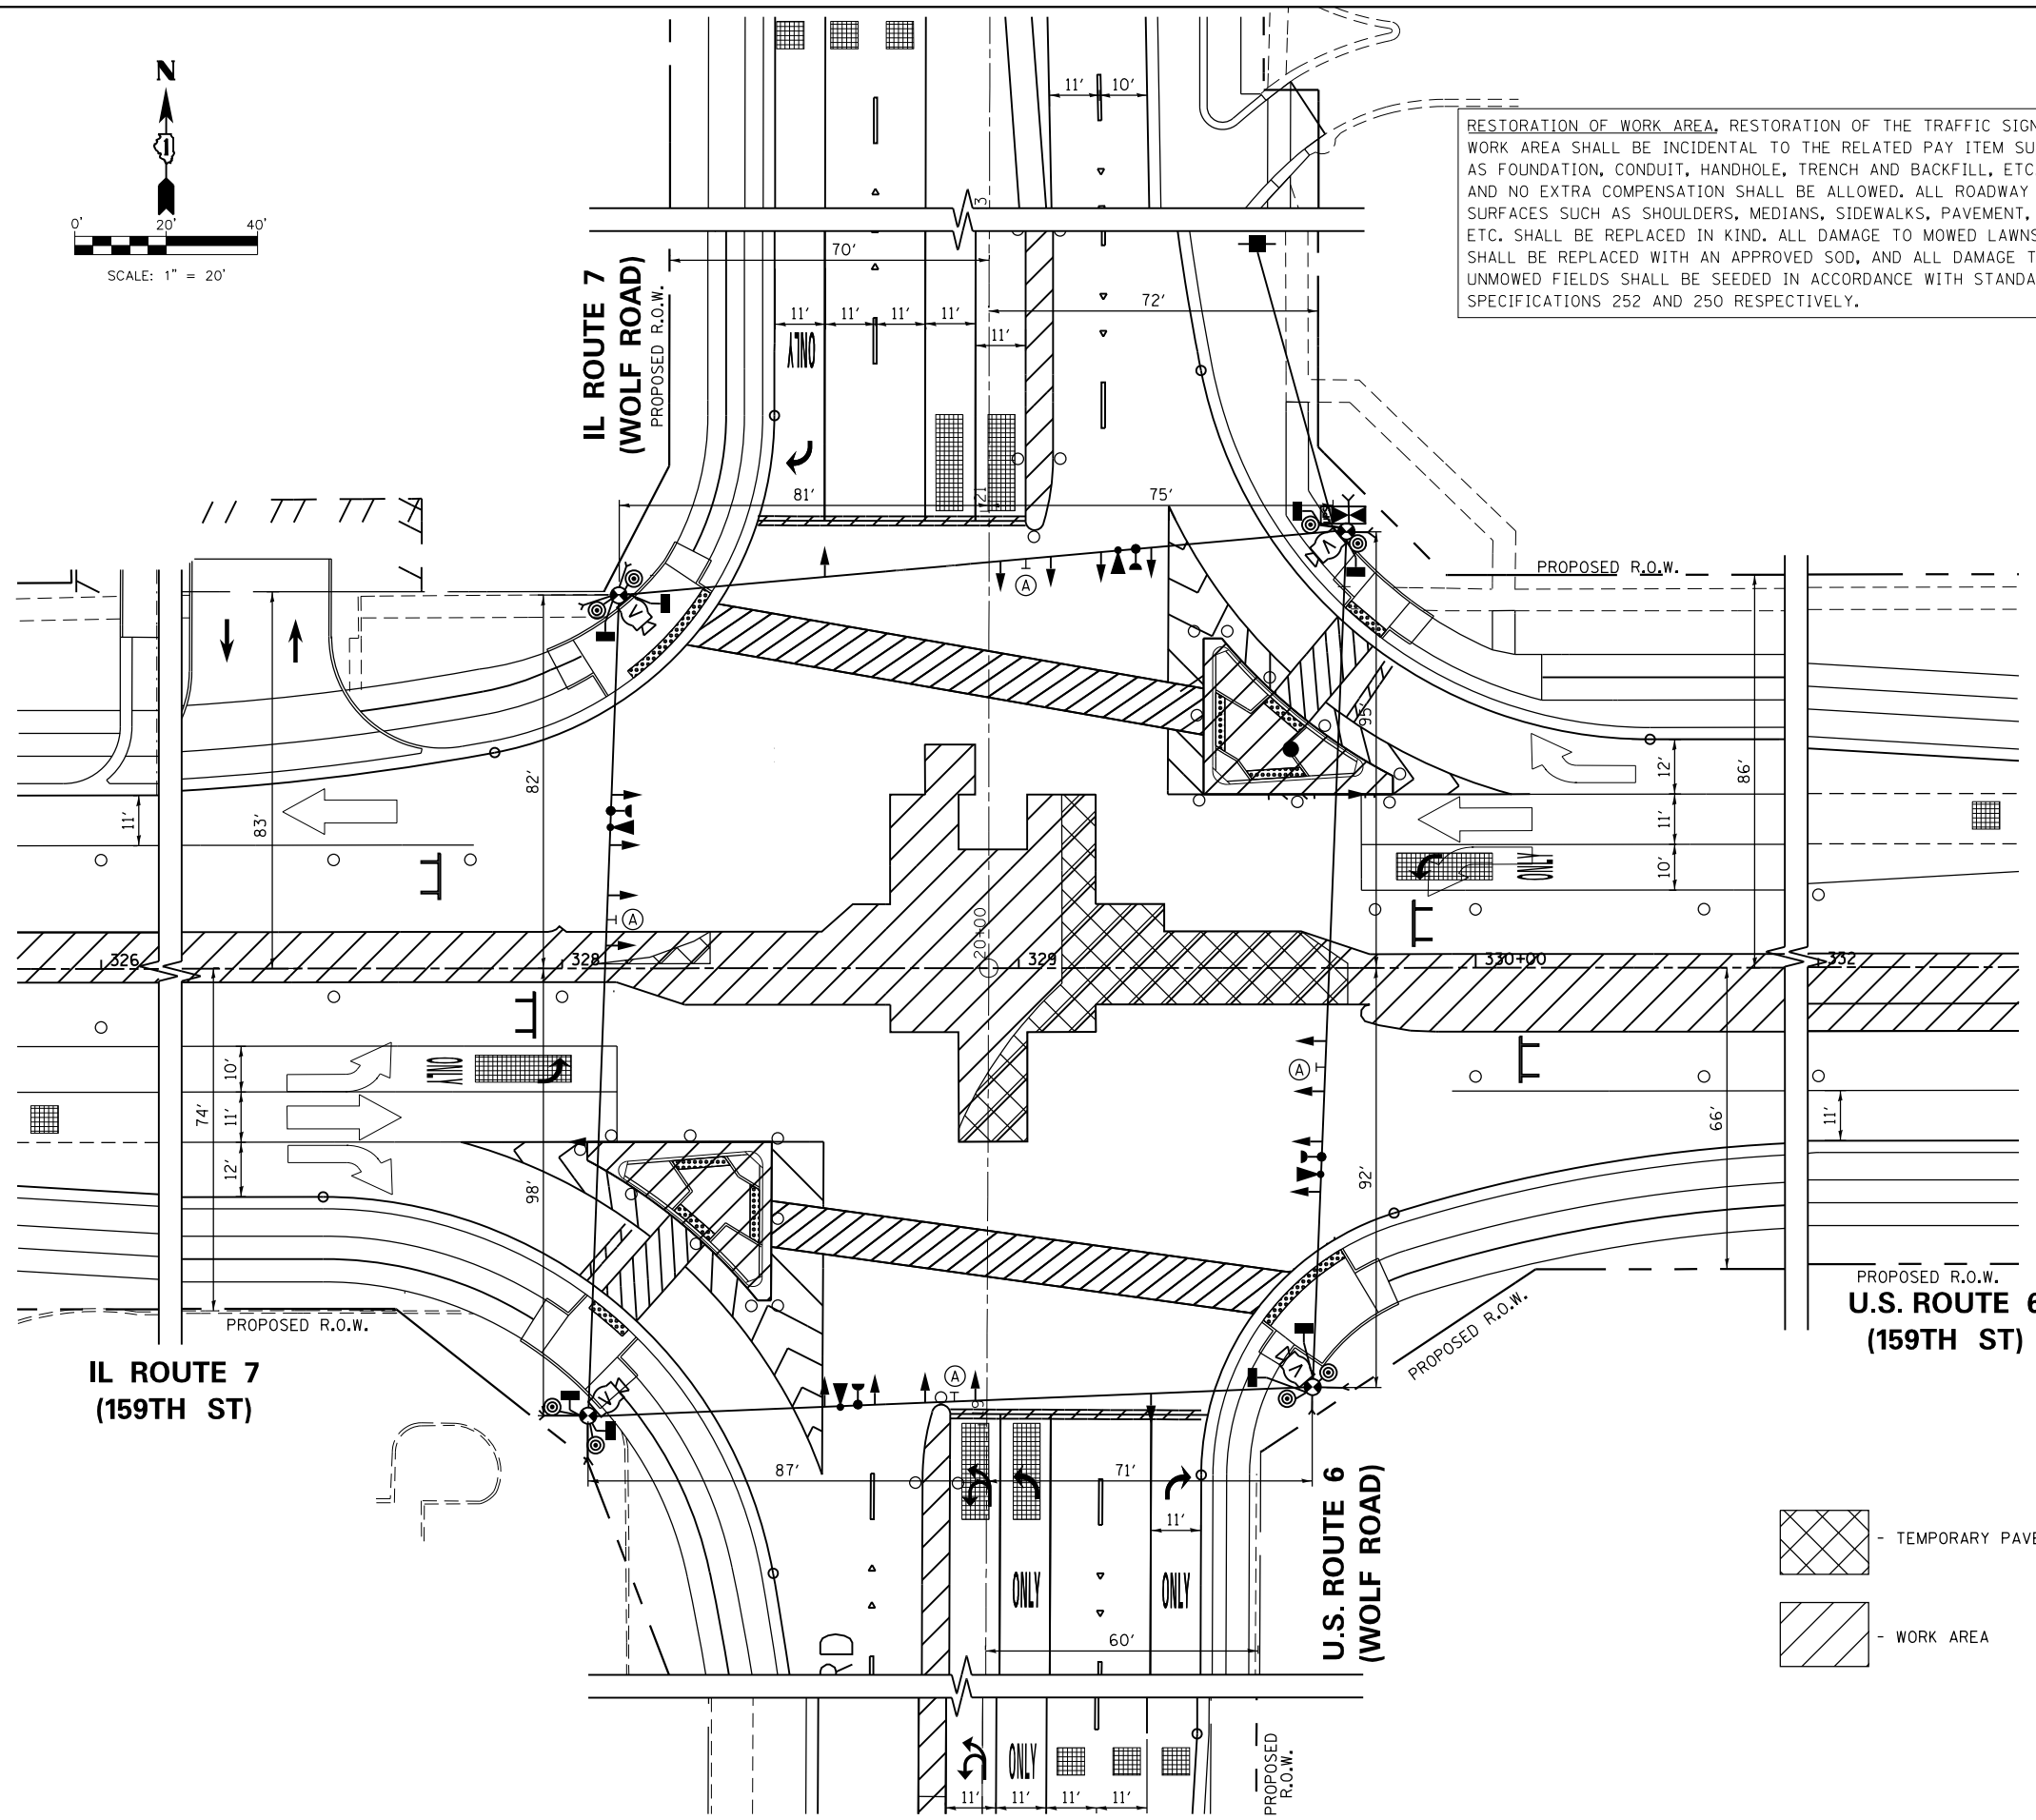 N
1
0' 20' 40'
SCALE: 1" = 20'
RESTORATION OF WORK AREA. RESTORATION OF THE TRAFFIC SIGN
WORK AREA SHALL BE INCIDENTAL TO THE RELATED PAY ITEM SU
AS FOUNDATION, CONDUIT, HANDHOLE, TRENCH AND BACKFILL, ETC
AND NO EXTRA COMPENSATION SHALL BE ALLOWED. ALL ROADWAY
SURFACES SUCH AS SHOULDERS, MEDIANS, SIDEWALKS, PAVEMENT,
ETC. SHALL BE REPLACED IN KIND. ALL DAMAGE TO MOWED LAWNS
SHALL BE REPLACED WITH AN APPROVED SOD, AND ALL DAMAGE T
UNMOWED FIELDS SHALL BE SEEDED IN ACCORDANCE WITH STANDA
SPECIFICATIONS 252 AND 250 RESPECTIVELY.
11' 10'
70'
72'
IL ROUTE 7
(WOLF ROAD)
PROPOSED R.O.W.
11' 11' 11' 11'
11'
ONLY
81' 21 75'
A
V
V
PROPOSED R.O.W.
82'
83'
11'
95'
12'
11'
10'
86'
ONLY
A
20+00
326 328 329 330+00 332
74'
10'
11'
12'
ONLY
98'
A
92'
66'
11'
PROPOSED R.O.W.
IL ROUTE 7
(159TH ST)
PROPOSED R.O.W.
PROPOSED R.O.W.
U.S. ROUTE 6
(159TH ST)
V
V
A
87' 71'
11'
ONLY
ONLY
U.S. ROUTE 6
(WOLF ROAD)
60'
RD
- TEMPORARY PAVE
- WORK AREA
ONLY
11' 11' 11' 11'
PROPOSED
R.O.W.